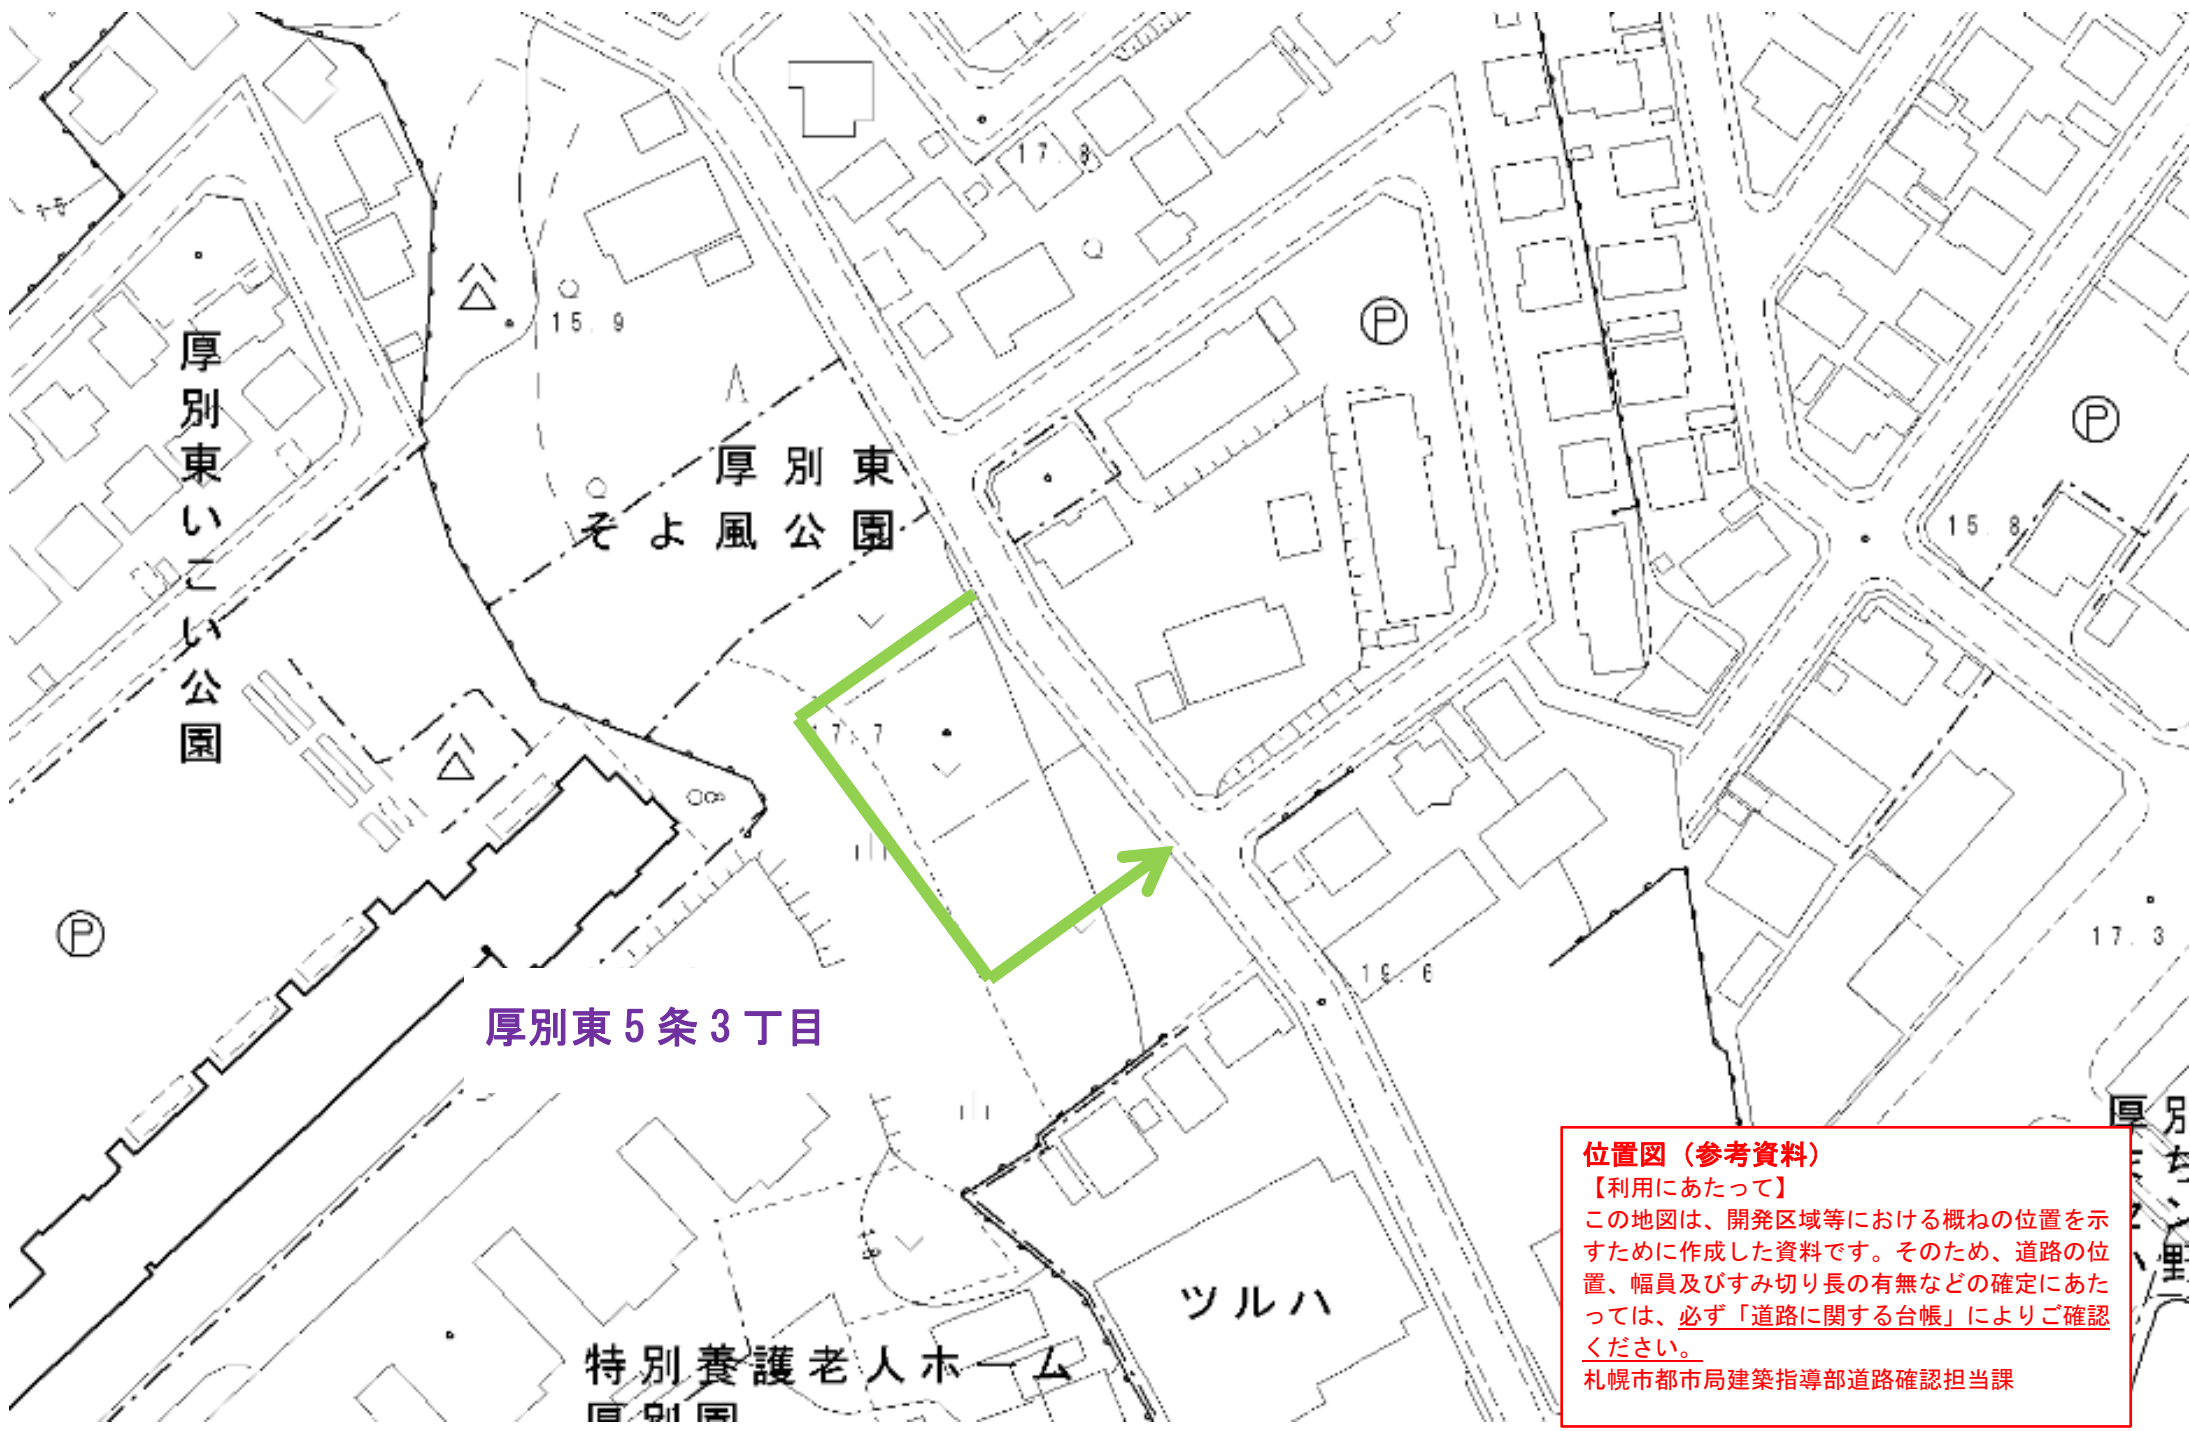 17.8
15.9
厚別東いこい公園
厚別東
そよ風公園
15.8
17.7
17.3
19.6
厚別東5条3丁目
ツルハ
特別養護老人ホーム
厚別園
位置図(参考資料)
【利用にあたって】
この地図は、開発区域等における概ねの位置を示
すために作成した資料です。そのため、道路の位
置、幅員及びすみ切り長の有無などの確定にあた
っては、必ず「道路に関する台帳」によりご確認
ください。
札幌市都市局建築指導部道路確認担当課